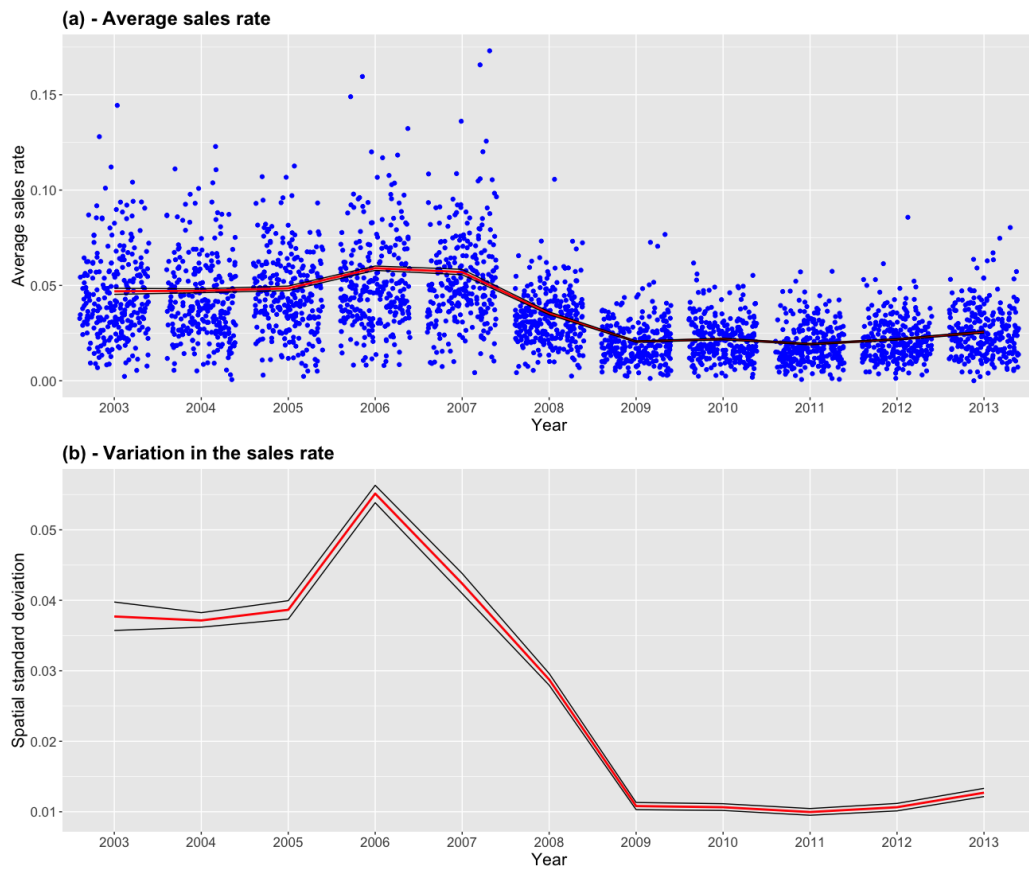 (a) - Average sales rate
Average sales rate
0.15
0.10
0.05
0.00
2003 2004 2005 2006 2007 2008 2009 2010 2011 2012 2013
Year
(b) - Variation in the sales rate
Spatial standard deviation
0.05
0.04
0.03
0.02
0.01
2003 2004 2005 2006 2007 2008 2009 2010 2011 2012 2013
Year